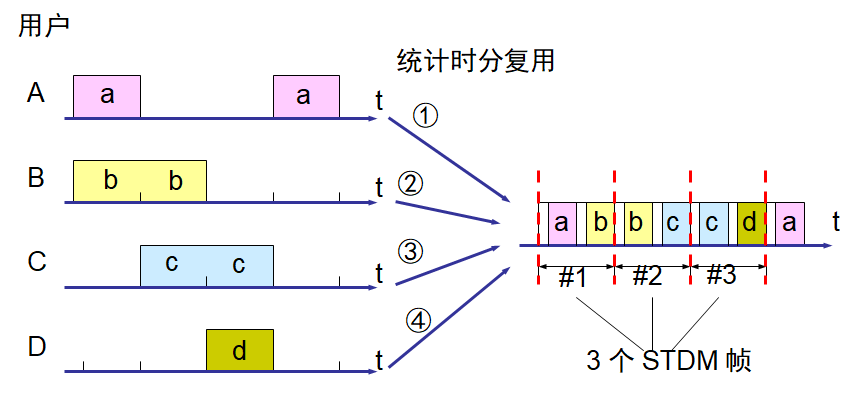 用户
统计时分复用
A a a t
①
B b b t
②
C c c t
③
D d t
④
a b b c c d a t
#1 #2 #3
3 个 STDM 帧